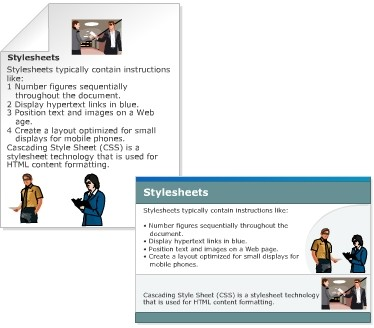 Stylesheets
Stylesheets typically contain instructions
like:
1 Number figures sequentially
throughout the document.
2 Display hypertext links in blue.
3 Position text and images on a Web
age.
4 Create a layout optimized for small
displays for mobile phones.
Cascading Style Sheet (CSS) is a
stylesheet technology that is used for
HTML content formatting.
Stylesheets
Stylesheets typically contain instructions like:
• Number figures sequentially throughout the
document.
• Display hypertext links in blue.
• Position text and images on a Web page.
• Create a layout optimized for small displays for
mobile phones.
Cascading Style Sheet (CSS) is a stylesheet technology
that is used for HTML content formatting.